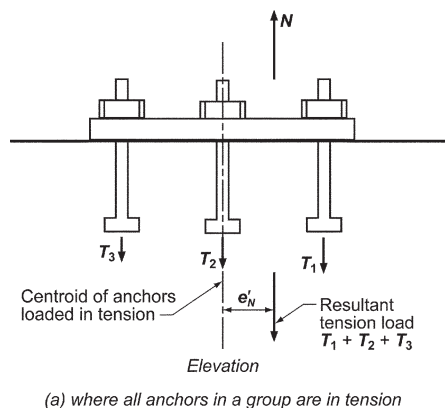 N
T3
T2
T1
Centroid of anchors
loaded in tension
e'N
Resultant
tension load
T1 + T2 + T3
Elevation
(a) where all anchors in a group are in tension